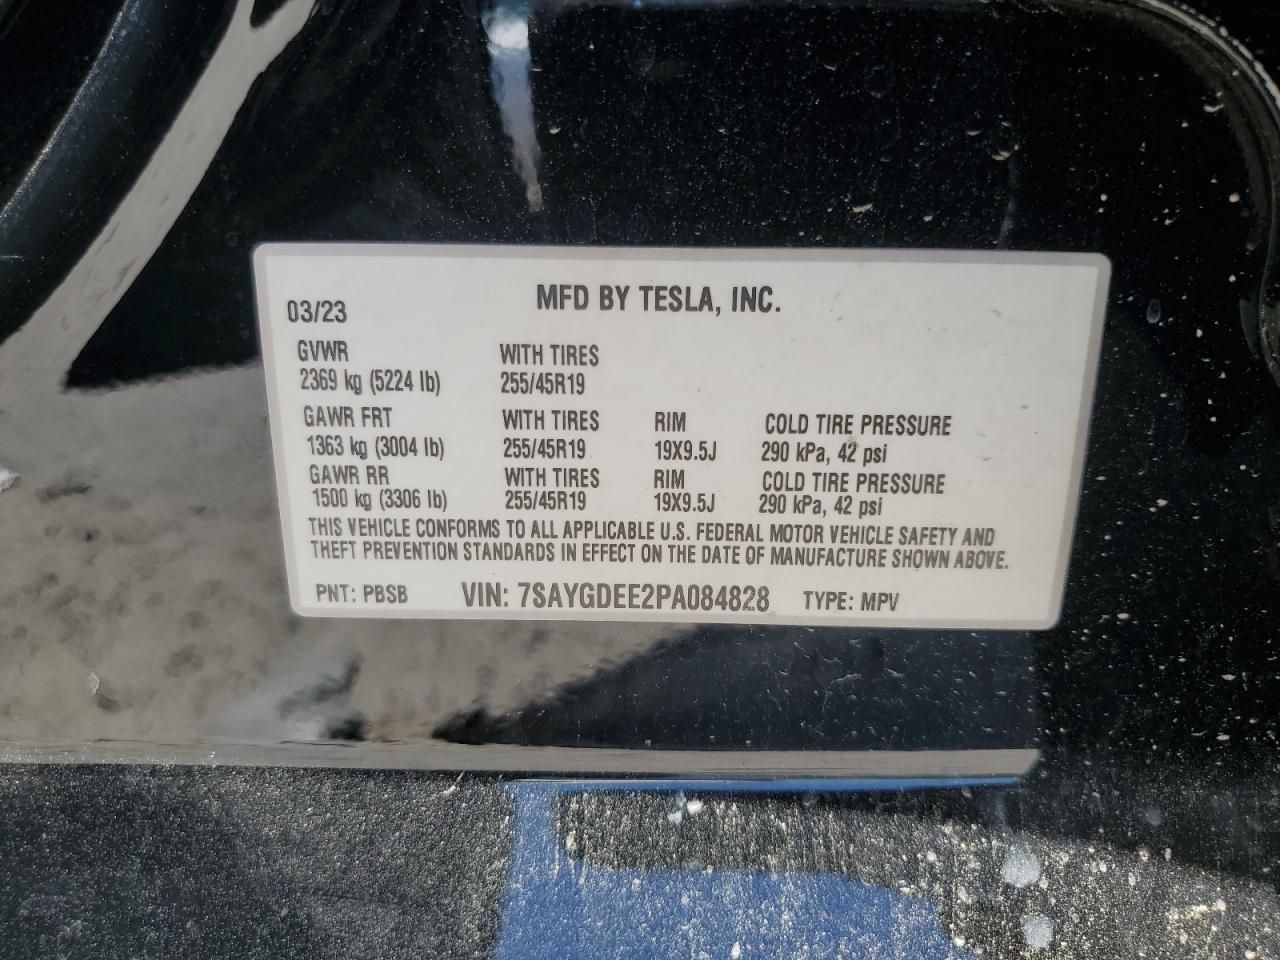 MFD BY TESLA, INC.
03/23
GVWR WITH TIRES
2369 kg (5224 lb) 255/45R19
GAWR FRT WITH TIRES RIM COLD TIRE PRESSURE
1363 kg (3004 lb) 255/45R19 19X9.5J 290 kPa, 42 psi
GAWR RR WITH TIRES RIM COLD TIRE PRESSURE
1500 kg (3306 lb) 255/45R19 19X9.5J 290 kPa, 42 psi
THIS VEHICLE CONFORMS TO ALL APPLICABLE U.S. FEDERAL MOTOR VEHICLE SAFETY AND
THEFT PREVENTION STANDARDS IN EFFECT ON THE DATE OF MANUFACTURE SHOWN ABOVE.
PNT: PBSB VIN: 7SAYGDEE2PA084828 TYPE: MPV